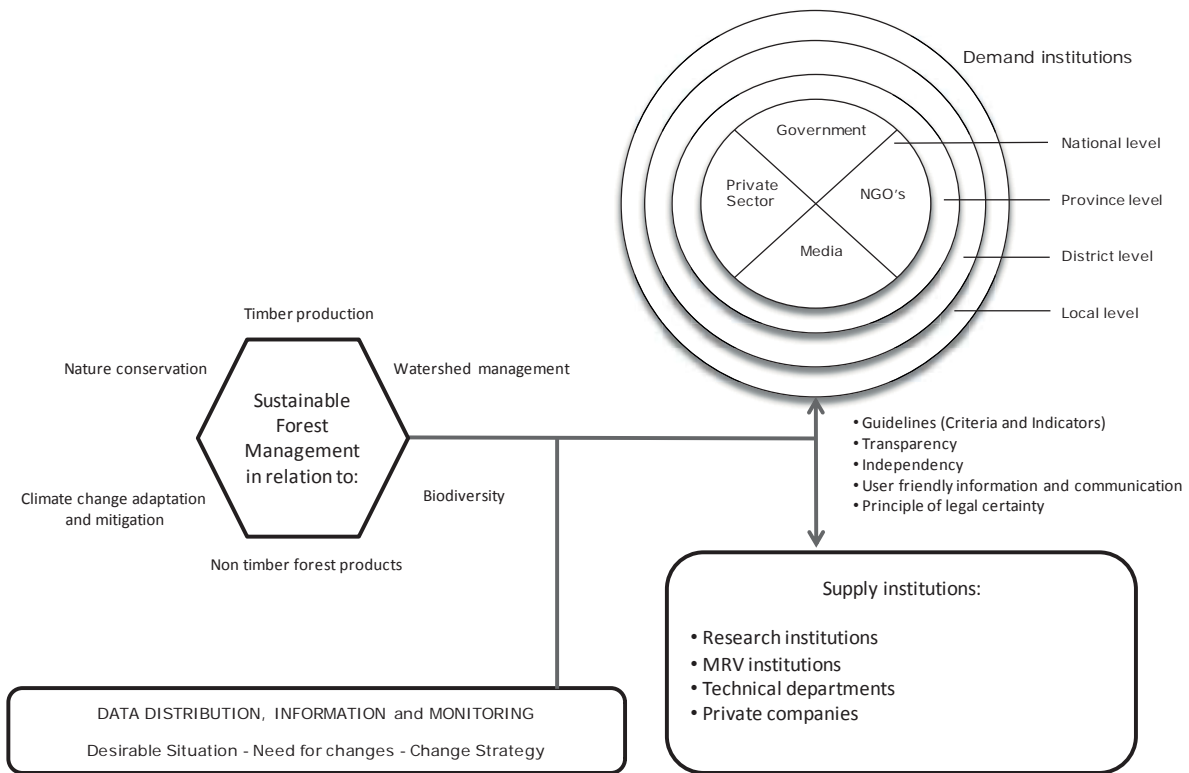 Demand institutions
Government
Private
Sector
NGO's
Media
National level
Province level
District level
Local level
Timber production
Nature conservation
Watershed management
Sustainable
Forest
Management
in relation to:
Climate change adaptation
and mitigation
Biodiversity
Non timber forest products
• Guidelines (Criteria and Indicators)
• Transparency
• Independency
• User friendly information and communication
• Principle of legal certainty
Supply institutions:
• Research institutions
• MRV institutions
• Technical departments
• Private companies
DATA DISTRIBUTION, INFORMATION and MONITORING
Desirable Situation - Need for changes - Change Strategy